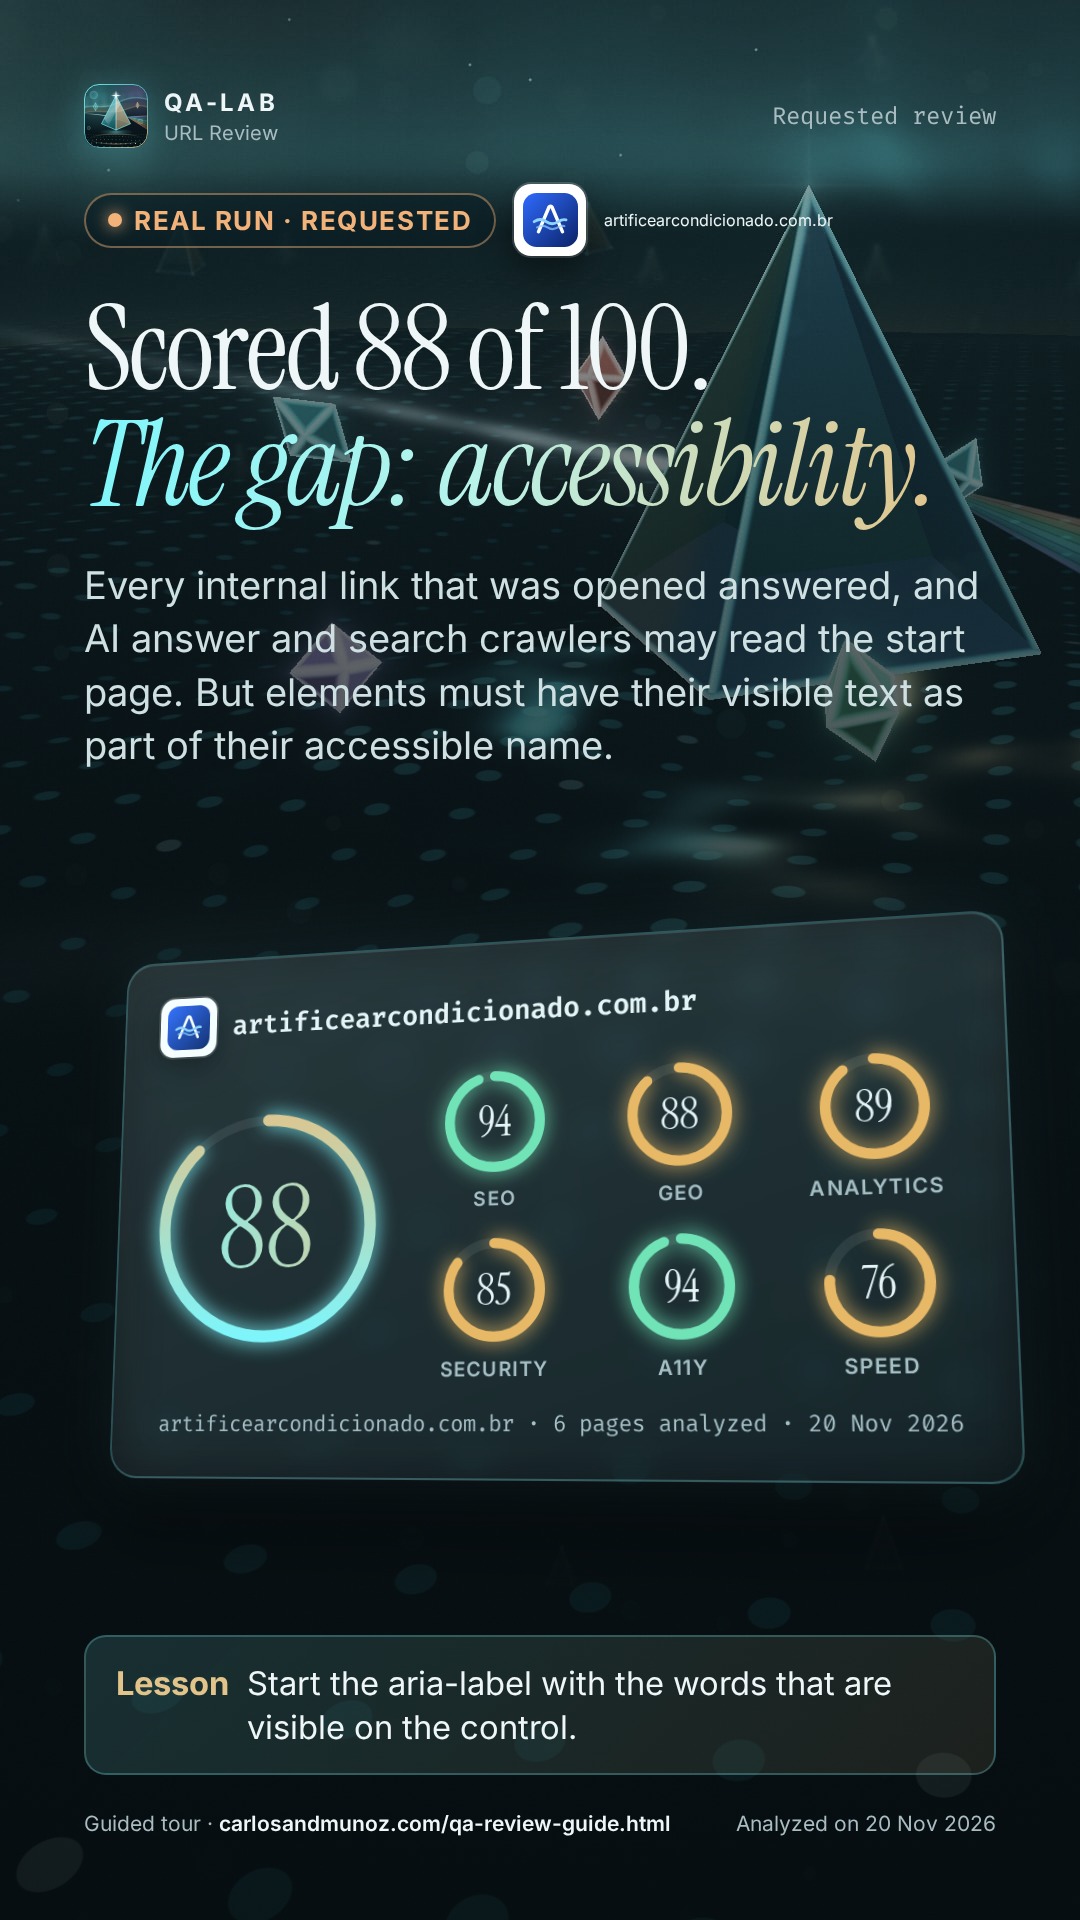 QA-LAB
URL Review
Requested review
REAL RUN · REQUESTED
artificearcondicionado.com.br
Scored 88 of 100.
The gap: accessibility.
Every internal link that was opened answered, and
AI answer and search crawlers may read the start
page. But elements must have their visible text as
part of their accessible name.
artificearcondicionado.com.br
88
94
SEO
88
GEO
89
ANALYTICS
85
SECURITY
94
A11Y
76
SPEED
artificearcondicionado.com.br · 6 pages analyzed · 20 Nov 2026
Lesson Start the aria-label with the words that are
visible on the control.
Guided tour · carlosandmunoz.com/qa-review-guide.html
Analyzed on 20 Nov 2026